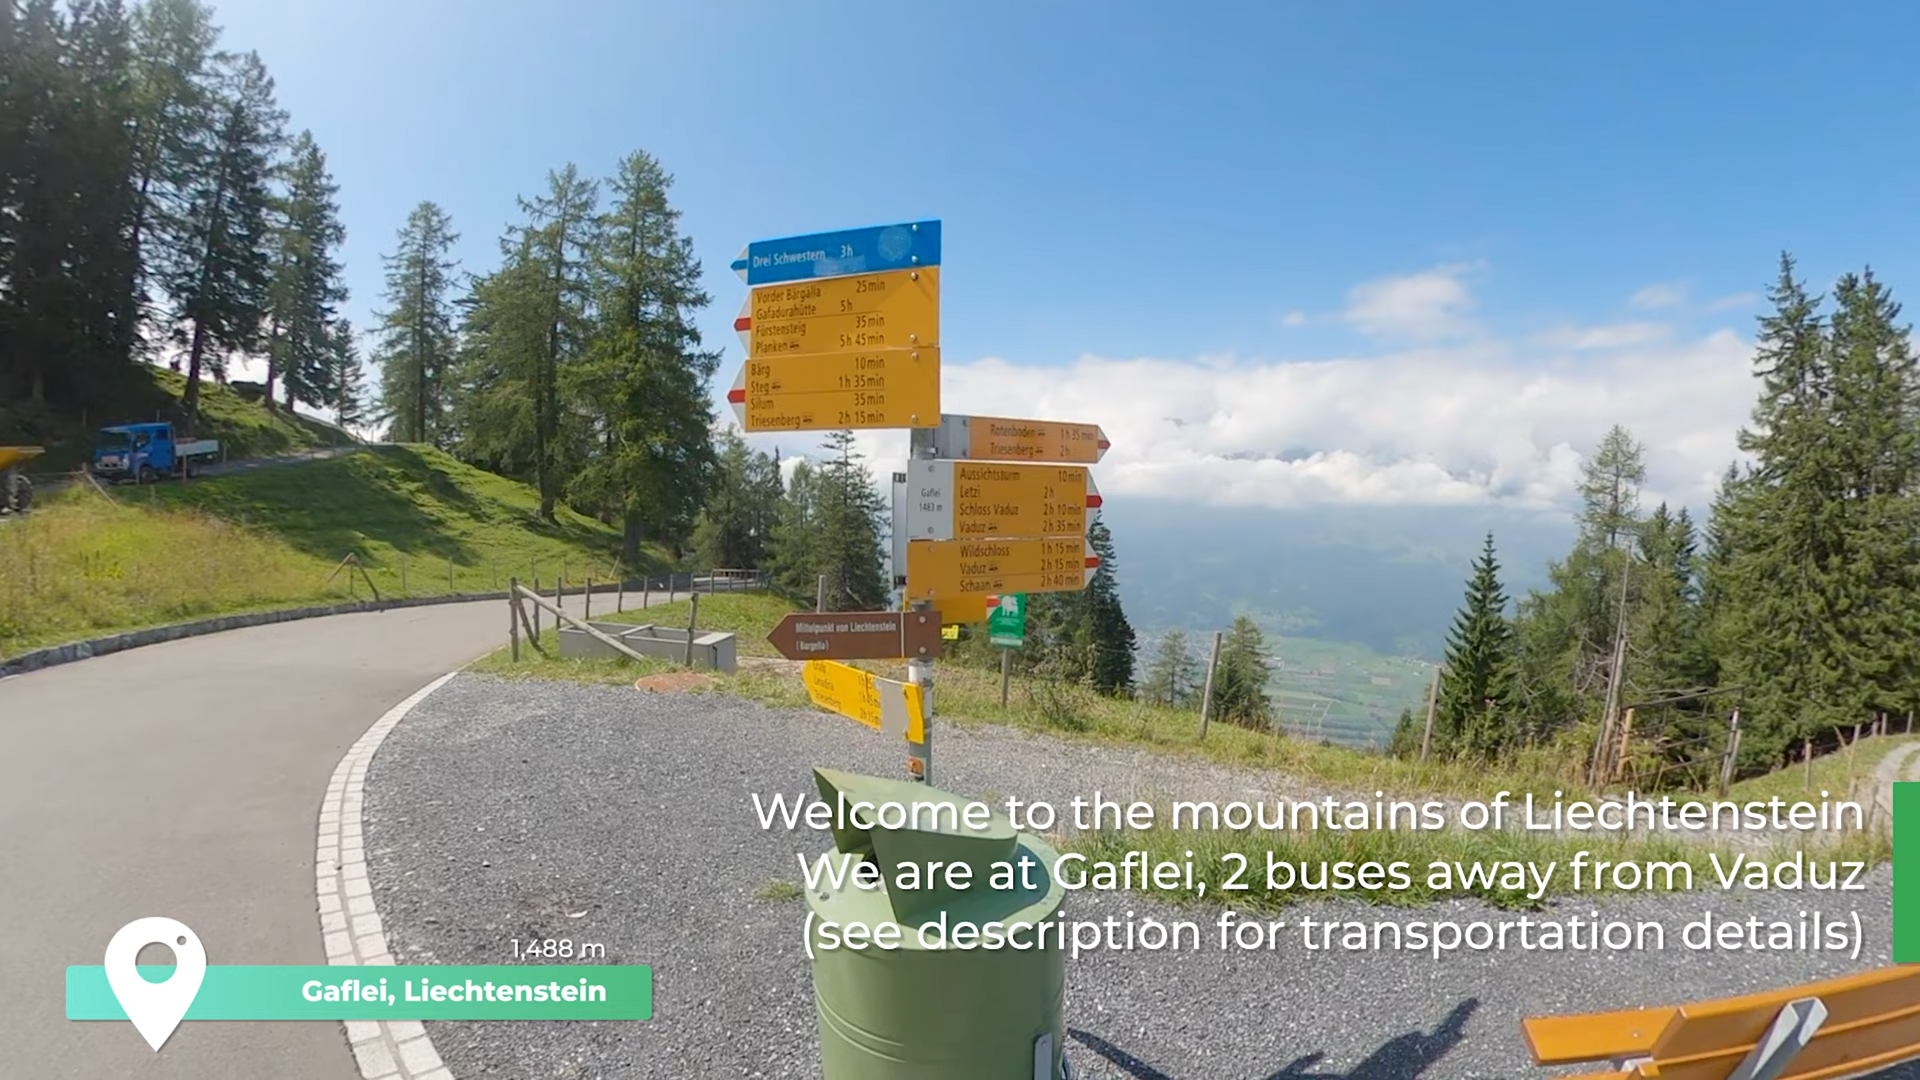 Drei Schwestern 3h
Vorder Bärgälla 25min
Gafadurahütte 5h
Fürstensteig 35min
Planken 5h 45min
Bärg 10min
Steg 1h 35min
Silum 35min
Triesenberg 2h 15min
Rotenboden 1h 35min
Triesenberg 2h
Gaflei
1483 m
Aussichtsturm 10min
Letzi 2h
Schloss Vaduz 2h 10min
Vaduz 2h 35min
Wildschloss 1h 15min
Vaduz 2h 15min
Schaan 2h 40min
Mittelpunkt von Liechtenstein
(Bargella)
Welcome to the mountains of Liechtenstein
We are at Gaflei, 2 buses away from Vaduz
(see description for transportation details)
1,488 m
Gaflei, Liechtenstein